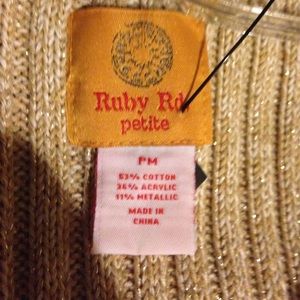 Ruby Rd.
petite
PM
53% COTTON
36% ACRYLIC
11% METALLIC
MADE IN
CHINA